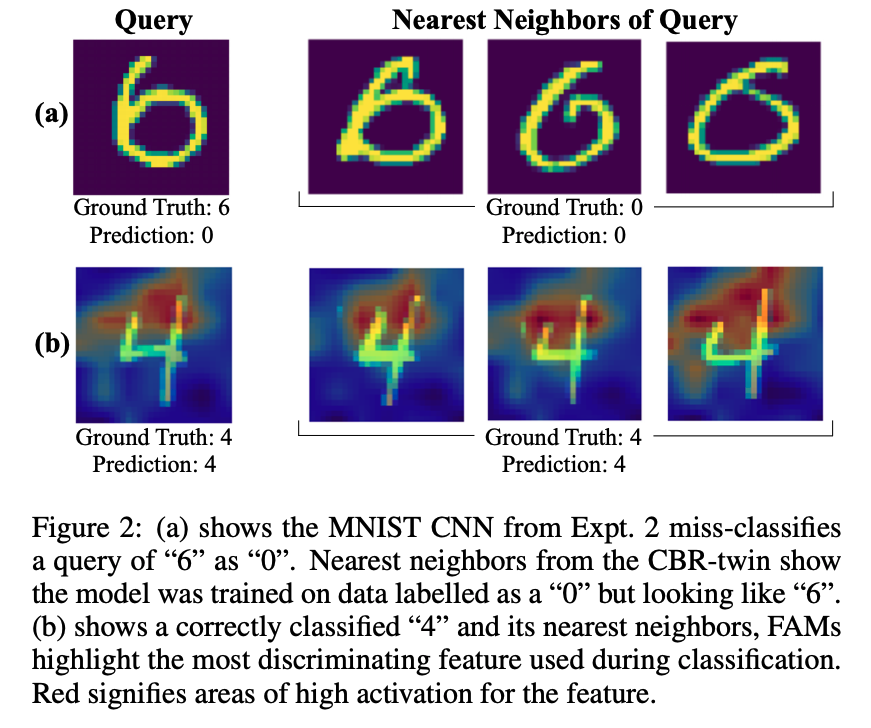 Query
Nearest Neighbors of Query
(a)
Ground Truth: 6
Prediction: 0
Ground Truth: 0
Prediction: 0
(b)
Ground Truth: 4
Prediction: 4
Ground Truth: 4
Prediction: 4
Figure 2: (a) shows the MNIST CNN from Expt. 2 miss-classifies
a query of “6” as “0”. Nearest neighbors from the CBR-twin show
the model was trained on data labelled as a “0” but looking like “6”.
(b) shows a correctly classified “4” and its nearest neighbors, FAMs
highlight the most discriminating feature used during classification.
Red signifies areas of high activation for the feature.